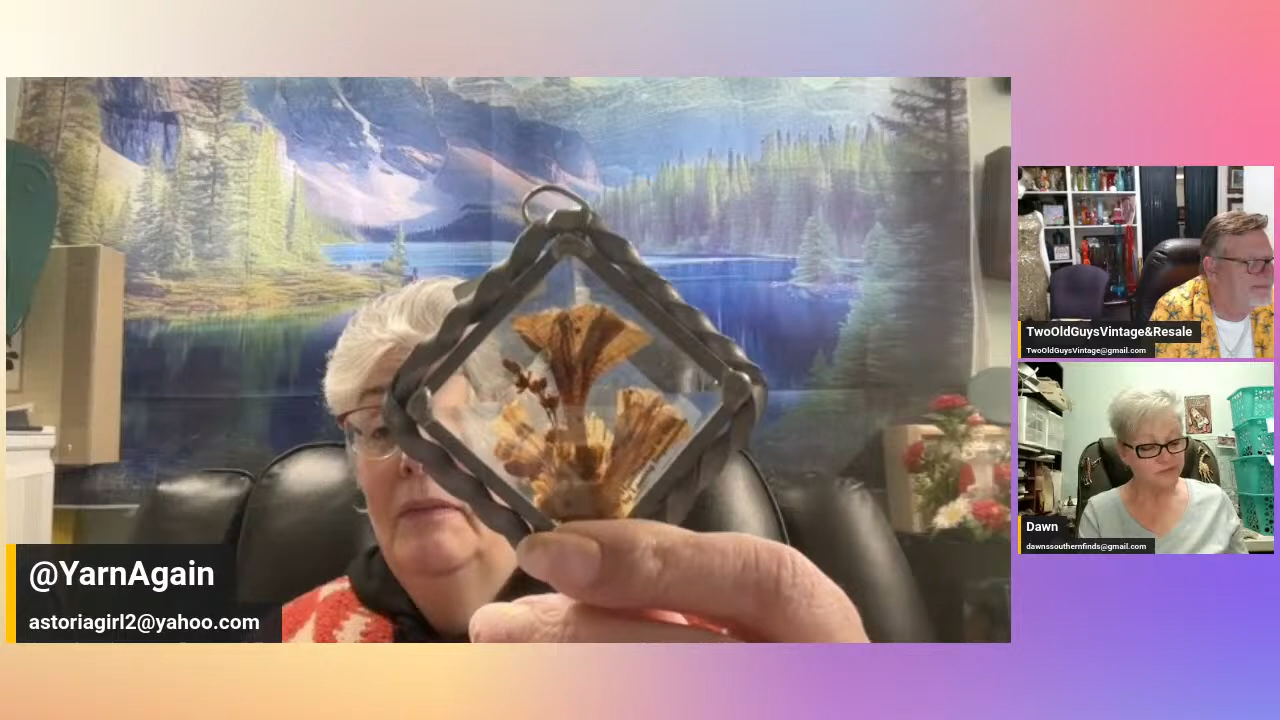 @YarnAgain
astoriagirl2@yahoo.com
TwoOldGuysVintage&Resale
TwoOldGuysVintage@gmail.com
Dawn
dawnssouthernfinds@gmail.com